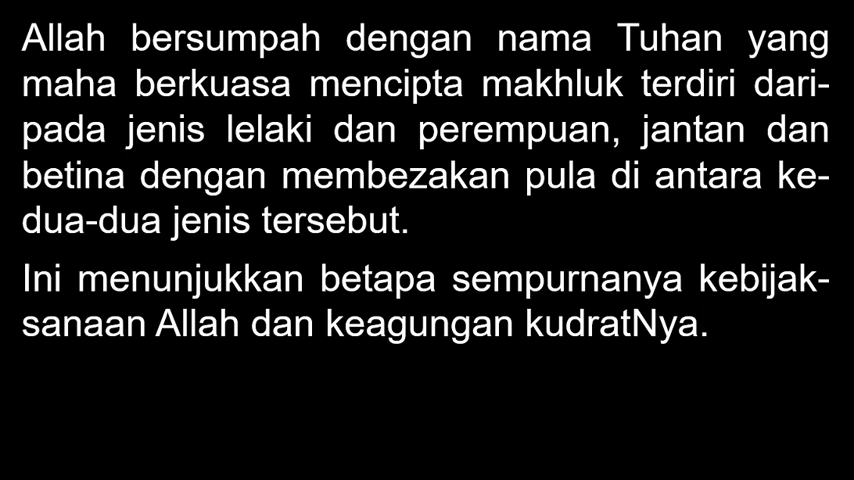 Allah bersumpah dengan nama Tuhan yang
maha berkuasa mencipta makhluk terdiri dari-
pada jenis lelaki dan perempuan, jantan dan
betina dengan membezakan pula di antara ke-
dua-dua jenis tersebut.
Ini menunjukkan betapa sempurnanya kebijak-
sanaan Allah dan keagungan kudratNya.